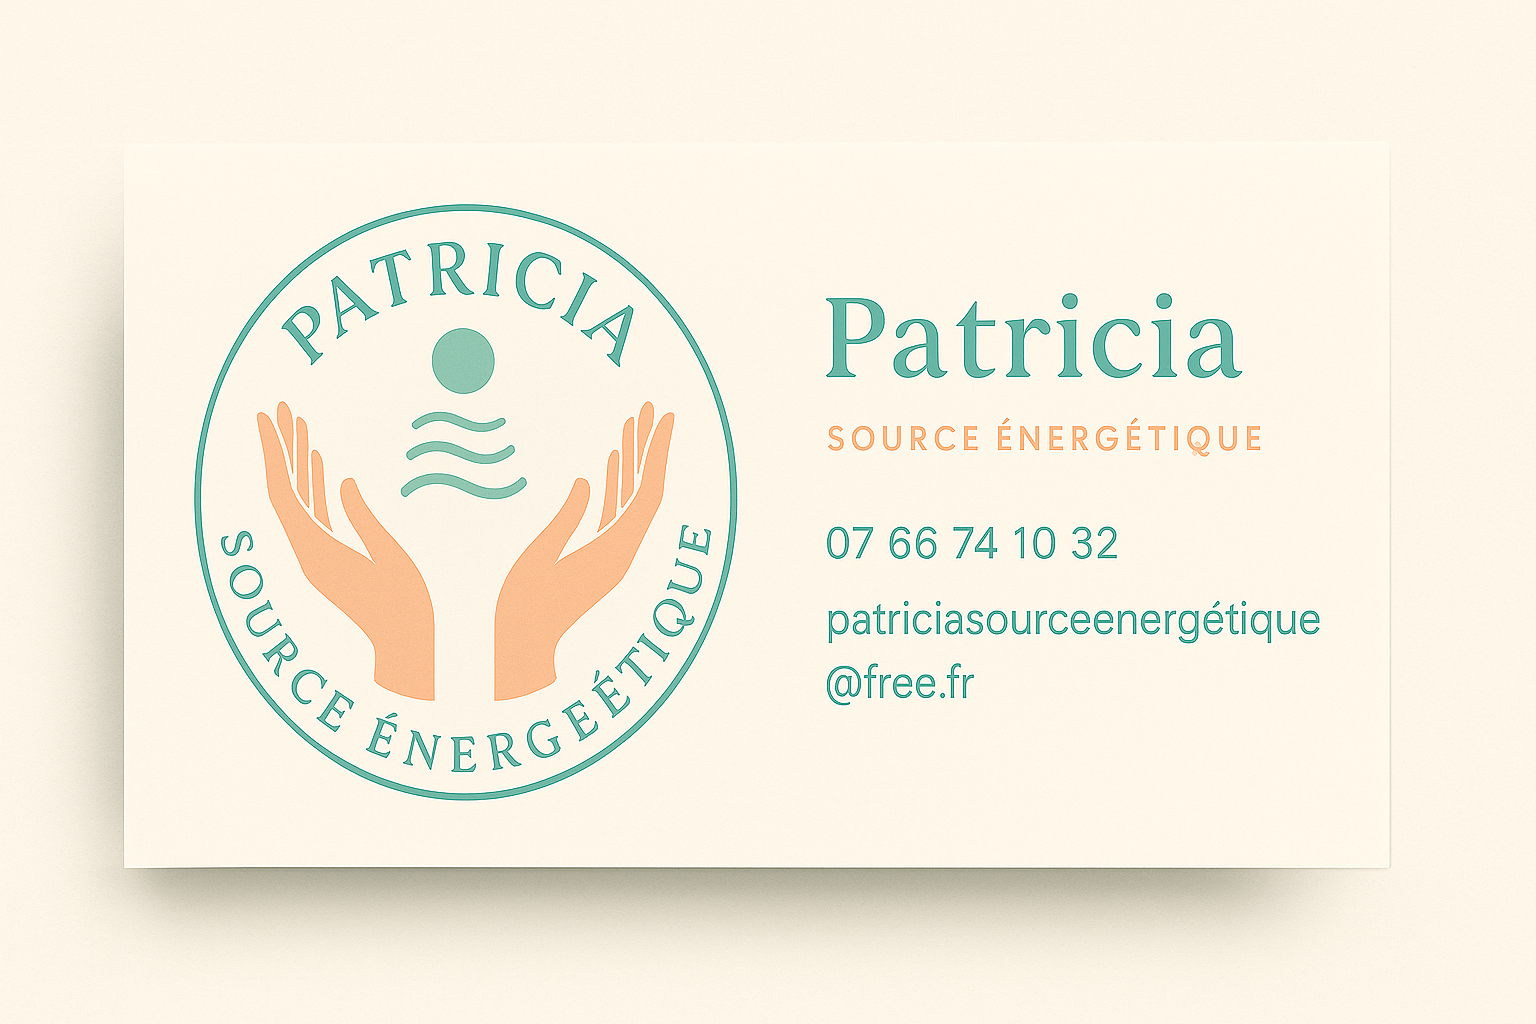 PATRICIA
SOURCE ÉNERGEÉTIQUE
Patricia
SOURCE ÉNERGÉTIQUE
07 66 74 10 32
patriciasourceenergétique
@free.fr